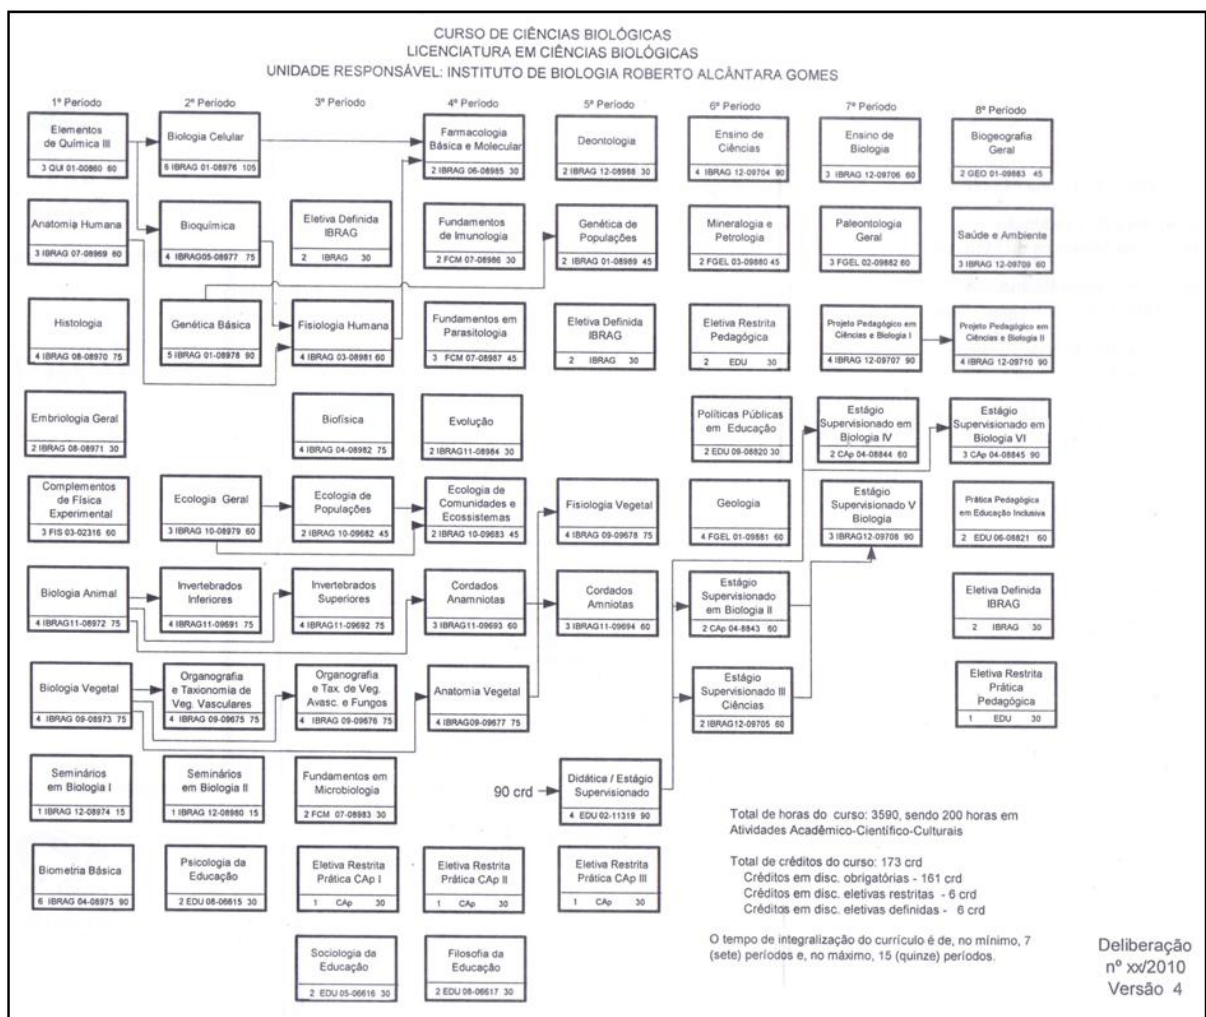 CURSO DE CIÊNCIAS BIOLÓGICAS
LICENCIATURA EM CIÊNCIAS BIOLÓGICAS
UNIDADE RESPONSÁVEL: INSTITUTO DE BIOLOGIA ROBERTO ALCÂNTARA GOMES
1º Período
2º Período
3º Período
4º Período
5º Período
6º Período
7º Período
8º Período
Elementos
de Química III
3 QUI 01-00860 60
Biologia Celular
6 IBRAG 01-08976 105
Farmacologia
Básica e Molecular
2 IBRAG 06-08985 30
Deontologia
2 IBRAG 12-08988 30
Ensino de
Ciências
4 IBRAG 12-09704 90
Ensino de
Biologia
3 IBRAG 12-09706 60
Biogeografia
Geral
2 GEO 01-09883 45
Anatomia Humana
3 IBRAG 07-08969 60
Bioquímica
4 IBRAG05-08977 75
Eletiva Definida
IBRAG
2 IBRAG 30
Fundamentos
de Imunologia
2 FCM 07-08986 30
Genética de
Populações
2 IBRAG 01-08989 45
Mineralogia e
Petrologia
2 FGEL 03-09880 45
Paleontologia
Geral
3 FGEL 02-09882 60
Saúde e Ambiente
3 IBRAG 12-09709 60
Histologia
4 IBRAG 08-08970 75
Genética Básica
5 IBRAG 01-08978 90
Fisiologia Humana
4 IBRAG 03-08981 60
Fundamentos em
Parasitologia
3 FCM 07-08987 45
Eletiva Definida
IBRAG
2 IBRAG 30
Eletiva Restrita
Pedagógica
2 EDU 30
Projeto Pedagógico em
Ciências e Biologia I
4 IBRAG 12-09707 90
Projeto Pedagógico em
Ciências e Biologia II
4 IBRAG 12-09710 90
Embriologia Geral
2 IBRAG 08-08971 30
Biofísica
4 IBRAG 04-08982 75
Evolução
2 IBRAG11-08984 30
Políticas Públicas
em Educação
2 EDU 09-08820 30
Estágio
Supervisionado em
Biologia IV
2 CAp 04-08844 60
Estágio
Supervisionado em
Biologia VI
3 CAp 04-08845 90
Complementos
de Física
Experimental
3 FIS 03-02316 60
Ecologia Geral
3 IBRAG 10-08979 60
Ecologia de
Populações
2 IBRAG 10-09682 45
Ecologia de
Comunidades e
Ecossistemas
2 IBRAG 10-09683 45
Fisiologia Vegetal
4 IBRAG 09-09678 75
Geologia
4 FGEL 01-09881 60
Estágio
Supervisionado V
Biologia
3 IBRAG12-09708 90
Prática Pedagógica
em Educação Inclusiva
2 EDU 06-08821 60
Biologia Animal
4 IBRAG11-08972 75
Invertebrados
Inferiores
4 IBRAG11-09691 75
Invertebrados
Superiores
4 IBRAG11-09692 75
Cordados
Anamniotas
3 IBRAG11-09693 60
Cordados
Amniotas
3 IBRAG11-09694 60
Estágio
Supervisionado
em Biologia II
2 CAp 04-8843 60
Eletiva Definida
IBRAG
2 IBRAG 30
Biologia Vegetal
4 IBRAG 09-08973 75
Organografia
e Taxionomia de
Veg. Vasculares
4 IBRAG 09-09675 75
Organografia
e Tax. de Veg.
Avasc. e Fungos
4 IBRAG 09-09676 75
Anatomia Vegetal
4 IBRAG09-09677 75
Estágio
Supervisionado III
Ciências
2 IBRAG12-09705 60
Eletiva Restrita
Prática
Pedagógica
1 EDU 30
Seminários
em Biologia I
1 IBRAG 12-08974 15
Seminários
em Biologia II
1 IBRAG 12-08980 15
Fundamentos em
Microbiologia
2 FCM 07-08983 30
90 crd
Didática / Estágio
Supervisionado
4 EDU 02-11319 90
Biometria Básica
6 IBRAG 04-08975 90
Psicologia da
Educação
2 EDU 08-06615 30
Eletiva Restrita
Prática CAp I
1 CAp 30
Eletiva Restrita
Prática CAp II
1 CAp 30
Eletiva Restrita
Prática CAp III
1 CAp 30
Sociologia da
Educação
2 EDU 05-06616 30
Filosofia da
Educação
2 EDU 08-06617 30
Total de horas do curso: 3590, sendo 200 horas em
Atividades Acadêmico-Científico-Culturais
Total de créditos do curso: 173 crd
Créditos em disc. obrigatórias - 161 crd
Créditos em disc. eletivas restritas - 6 crd
Créditos em disc. eletivas definidas - 6 crd
O tempo de integralização do currículo é de, no mínimo, 7
(sete) períodos e, no máximo, 15 (quinze) períodos.
Deliberação
nº xx/2010
Versão 4